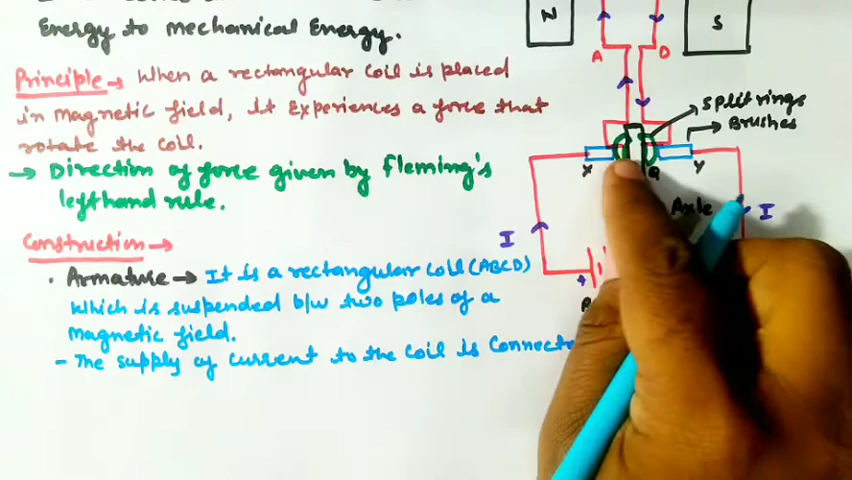 Energy to mechanical Energy.
Principle → When a rectangular coil is placed
in magnetic field, it Experiences a force that
rotate the coil.
→ Direction of force given by fleming's
lefthand rule.
Construction →
· Armature → It is a rectangular coil (ABCD)
which is suspended b/w two poles of a
magnetic field.
- The supply of current to the coil is Connecte
N
S
A
D
Split rings
Brushes
X
Q
Y
Axle
I
I
+